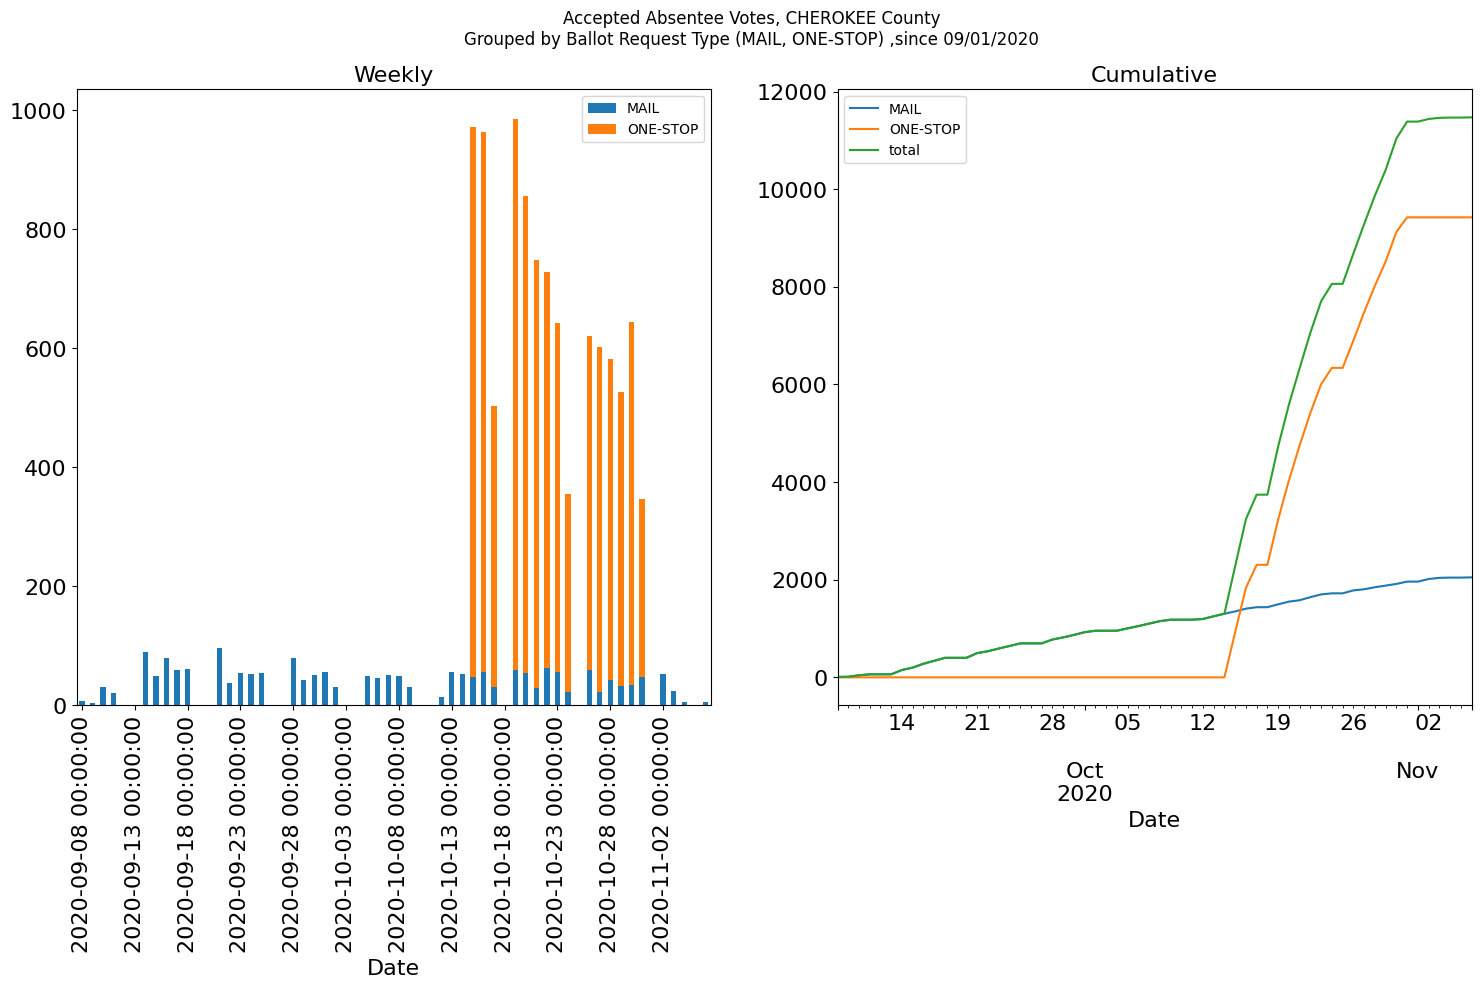 Accepted Absentee Votes, CHEROKEE County
Grouped by Ballot Request Type (MAIL, ONE-STOP) ,since 09/01/2020
Weekly
MAIL
ONE-STOP
1000
800
600
400
200
0
2020-09-08 00:00:00
2020-09-13 00:00:00
2020-09-18 00:00:00
2020-09-23 00:00:00
2020-09-28 00:00:00
2020-10-03 00:00:00
2020-10-08 00:00:00
2020-10-13 00:00:00
2020-10-18 00:00:00
2020-10-23 00:00:00
2020-10-28 00:00:00
2020-11-02 00:00:00
Date
Cumulative
MAIL
ONE-STOP
total
12000
10000
8000
6000
4000
2000
0
14 21 28 05 12 19 26 02
Oct Nov
2020
Date